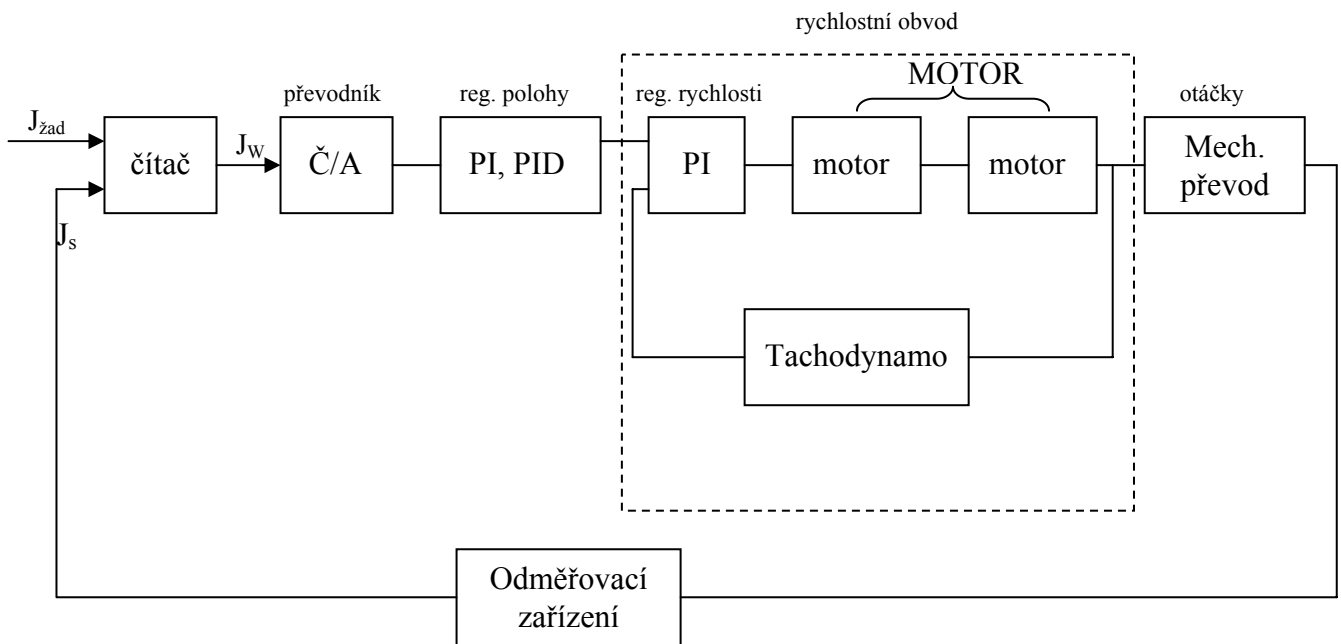 rychlostní obvod
MOTOR
převodník
reg. polohy
reg. rychlosti
otáčky
Jžad
čítač
JW
Č/A
PI, PID
PI
motor
motor
Mech.
převod
Js
Tachodynamo
Odměřovací
zařízení